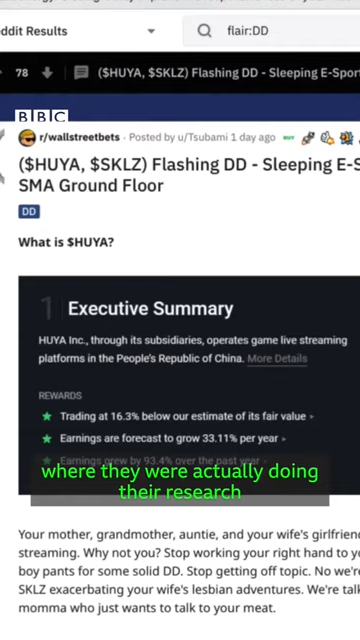 ddit Results
flair:DD
78
($HUYA, $SKLZ) Flashing DD - Sleeping E-Sport
BBC
r/wallstreetbets · Posted by u/Tsubami 1 day ago
($HUYA, $SKLZ) Flashing DD - Sleeping E-S
SMA Ground Floor
DD
What is $HUYA?
1 Executive Summary
HUYA Inc., through its subsidiaries, operates game live streaming
platforms in the People's Republic of China. More Details
REWARDS
Trading at 16.3% below our estimate of its fair value >
Earnings are forecast to grow 33.11% per year >
Earnings grew by 93.4% over the past year >
where they were actually doing
their research
Your mother, grandmother, auntie, and your wife's girlfriend
streaming. Why not you? Stop working your right hand to yo
boy pants for some solid DD. Stop getting off topic. No we're
SKLZ exacerbating your wife's lesbian adventures. We're talk
momma who just wants to talk to your meat.